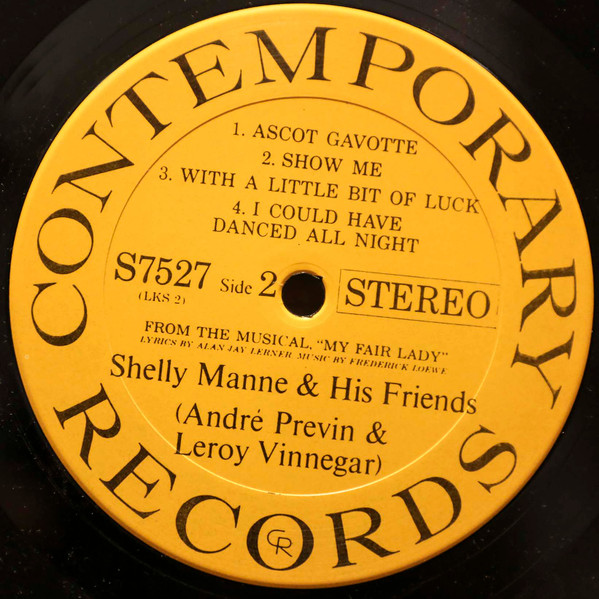 CONTEMPORARY RECORDS
1. ASCOT GAVOTTE
2. SHOW ME
3. WITH A LITTLE BIT OF LUCK
4. I COULD HAVE
DANCED ALL NIGHT
S7527 Side 2 STEREO
(LKS 2)
FROM THE MUSICAL, "MY FAIR LADY"
LYRICS BY ALAN JAY LERNER MUSIC BY FREDERICK LOEWE
Shelly Manne & His Friends
(André Previn &
Leroy Vinnegar)
CR